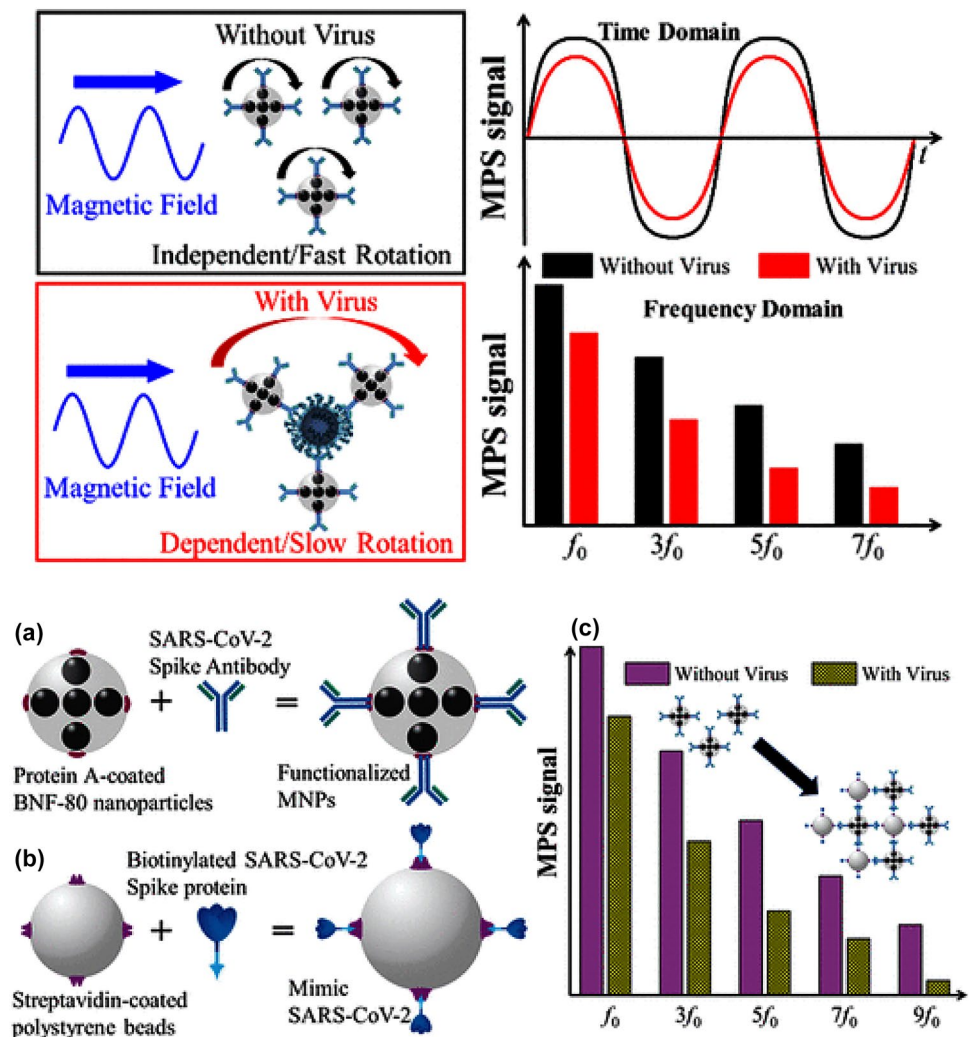 Without Virus
Magnetic Field
Independent/Fast Rotation
Time Domain
MPS signal
t
With Virus
Magnetic Field
Dependent/Slow Rotation
Without Virus
With Virus
Frequency Domain
MPS signal
f₀
3f₀
5f₀
7f₀
(a)
SARS-CoV-2
Spike Antibody
+
=
Protein A-coated
BNF-80 nanoparticles
Functionalized
MNPs
(b)
Biotinylated SARS-CoV-2
Spike protein
+
=
Streptavidin-coated
polystyrene beads
Mimic
SARS-CoV-2
(c)
Without Virus
With Virus
MPS signal
f₀
3f₀
5f₀
7f₀
9f₀